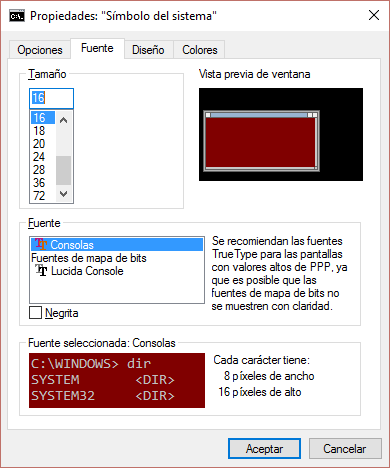 Propiedades: "Símbolo del sistema"
Opciones
Fuente
Diseño
Colores
Tamaño
16
16
18
20
24
28
36
72
Vista previa de ventana
Fuente
Consolas
Fuentes de mapa de bits
Lucida Console
Negrita
Se recomiendan las fuentes
TrueType para las pantallas
con valores altos de PPP, ya
que es posible que las
fuentes de mapa de bits no
se muestren con claridad.
Fuente seleccionada: Consolas
C:\WINDOWS> dir
SYSTEM <DIR>
SYSTEM32 <DIR>
Cada carácter tiene:
8 píxeles de ancho
16 píxeles de alto
Aceptar
Cancelar